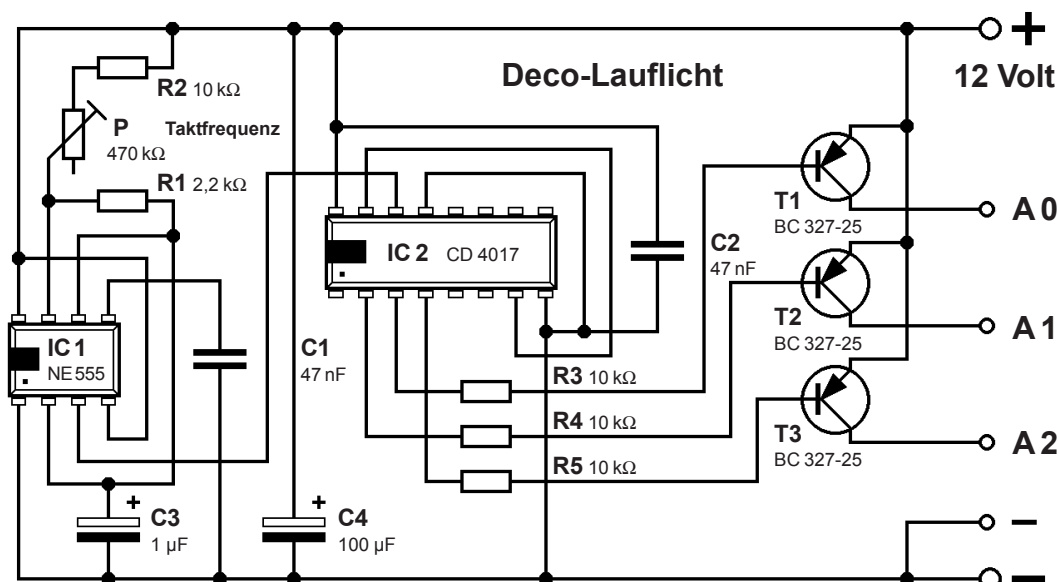 Deco-Lauflicht
+
12 Volt
R2 10 kΩ
P Taktfrequenz
470 kΩ
R1 2,2 kΩ
IC 1
NE 555
IC 2 CD 4017
C1
47 nF
C2
47 nF
R3 10 kΩ
R4 10 kΩ
R5 10 kΩ
T1
BC 327-25
A 0
T2
BC 327-25
A 1
T3
BC 327-25
A 2
+
C3
1 µF
+
C4
100 µF
–
–